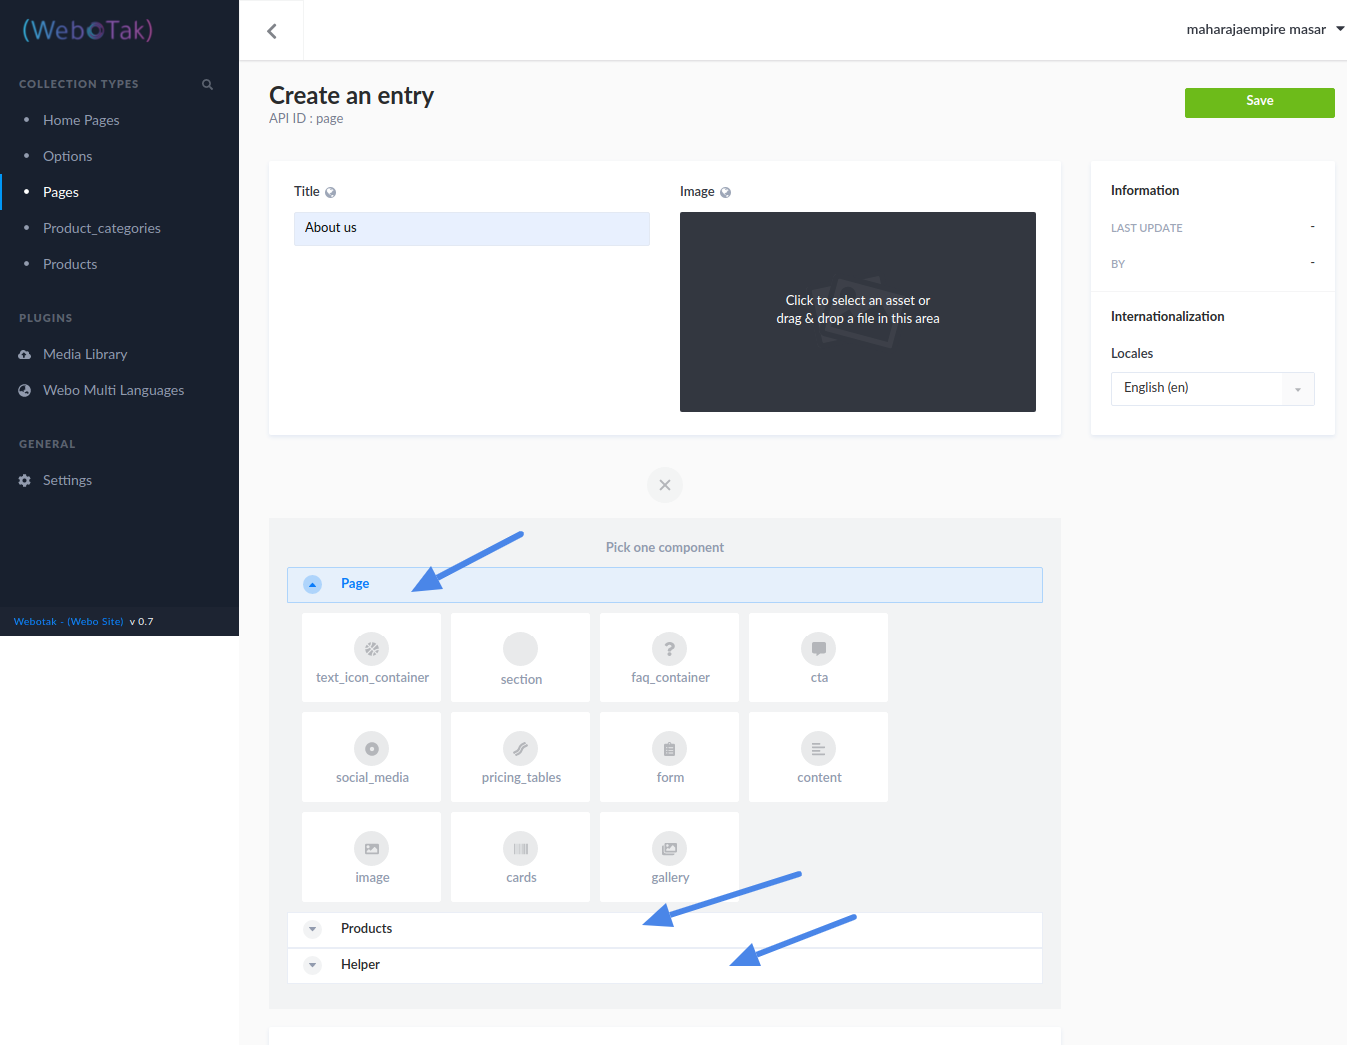 (WeboTak)
maharajaempire masar
COLLECTION TYPES
Home Pages
Options
Pages
Product_categories
Products
PLUGINS
Media Library
Webo Multi Languages
GENERAL
Settings
Webotak - (Webo Site) v 0.7
Create an entry
API ID : page
Save
Title
About us
Image
Click to select an asset or
drag & drop a file in this area
Information
LAST UPDATE -
BY -
Internationalization
Locales
English (en)
Pick one component
Page
text_icon_container
section
faq_container
cta
social_media
pricing_tables
form
content
image
cards
gallery
Products
Helper